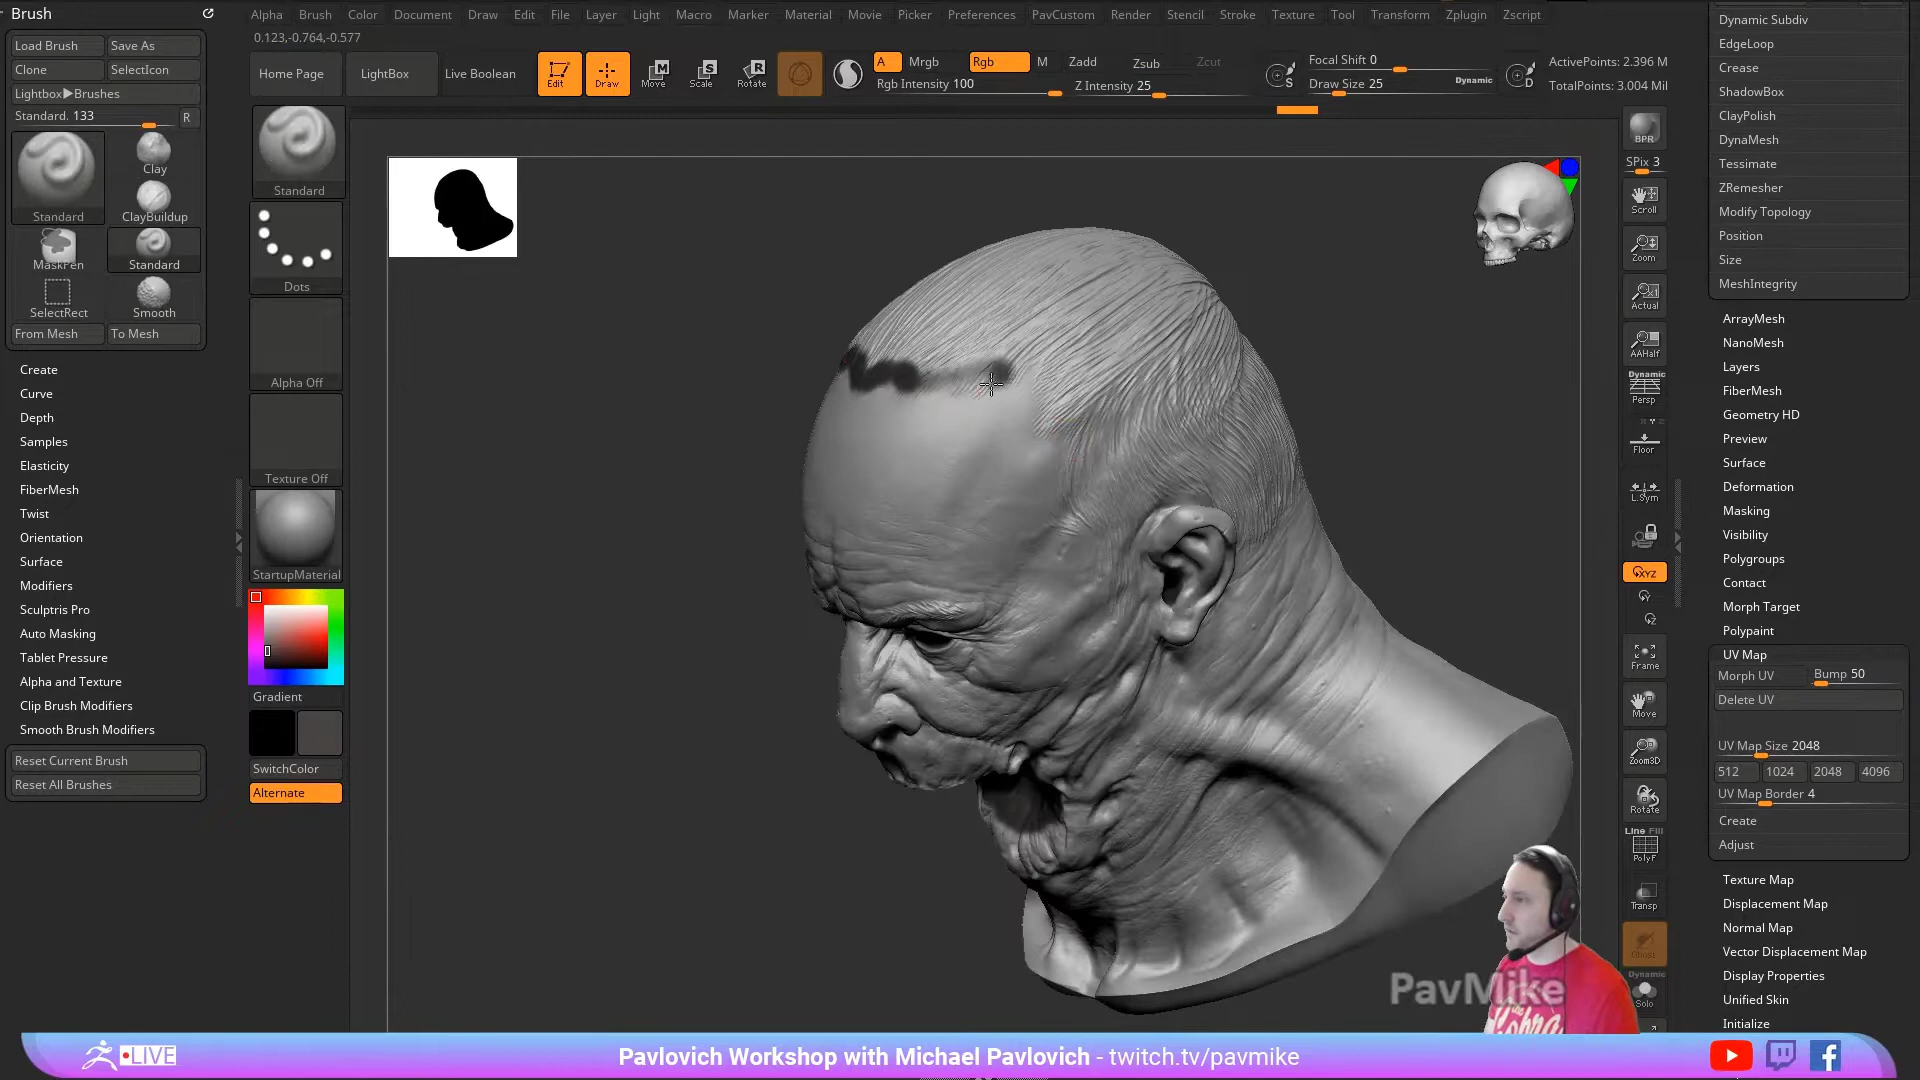 Brush
Alpha Brush Color Document Draw Edit File Layer Light Macro Marker Material Movie Picker Preferences PavCustom Render Stencil Stroke Texture Tool Transform Zplugin Zscript
0.123,-0.764,-0.577
Load Brush Save As
Clone SelectIcon
Lightbox▶Brushes
Standard. 133 R
Standard
Clay
ClayBuildup
MaskPen Standard
SelectRect Smooth
From Mesh To Mesh
Create
Curve
Depth
Samples
Elasticity
FiberMesh
Twist
Orientation
Surface
Modifiers
Sculptris Pro
Auto Masking
Tablet Pressure
Alpha and Texture
Clip Brush Modifiers
Smooth Brush Modifiers
Reset Current Brush
Reset All Brushes
Home Page LightBox Live Boolean
Edit Draw Move Scale Rotate
A Mrgb Rgb M Zadd Zsub Zcut
Rgb Intensity 100 Z Intensity 25
Focal Shift 0
Draw Size 25 Dynamic
ActivePoints: 2.396 M
TotalPoints: 3.004 Mil
Standard
Dots
Alpha Off
Texture Off
StartupMaterial
Gradient
SwitchColor
Alternate
BPR
SPix 3
Scroll
Zoom
Actual
AAHalf
Dynamic
Persp
Floor
L.Sym
XYZ
Frame
Move
Zoom3D
Rotate
Line Fill
PolyF
Transp
Ghost
Dynamic
Solo
Dynamic Subdiv
EdgeLoop
Crease
ShadowBox
ClayPolish
DynaMesh
Tessimate
ZRemesher
Modify Topology
Position
Size
MeshIntegrity
ArrayMesh
NanoMesh
Layers
FiberMesh
Geometry HD
Preview
Surface
Deformation
Masking
Visibility
Polygroups
Contact
Morph Target
Polypaint
UV Map
Morph UV Bump 50
Delete UV
UV Map Size 2048
512 1024 2048 4096
UV Map Border 4
Create
Adjust
Texture Map
Displacement Map
Normal Map
Vector Displacement Map
Display Properties
Unified Skin
Initialize
PavMike
LIVE
Pavlovich Workshop with Michael Pavlovich - twitch.tv/pavmike